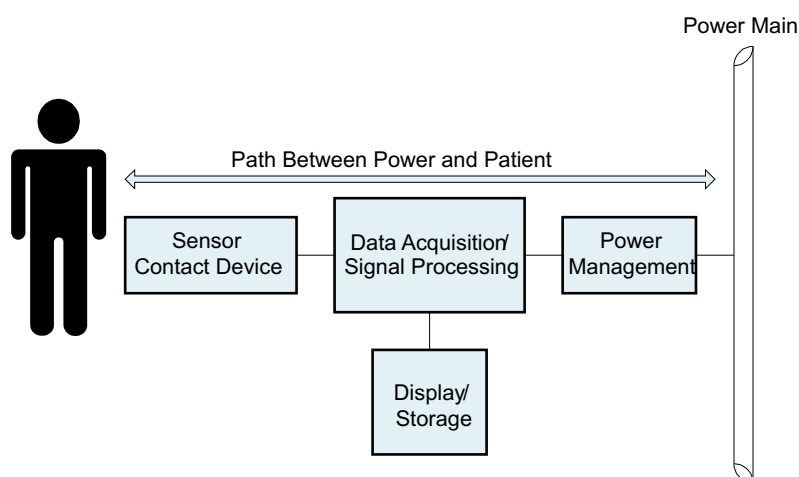 Power Main
Path Between Power and Patient
Sensor
Contact Device
Data Acquisition/
Signal Processing
Power
Management
Display/
Storage